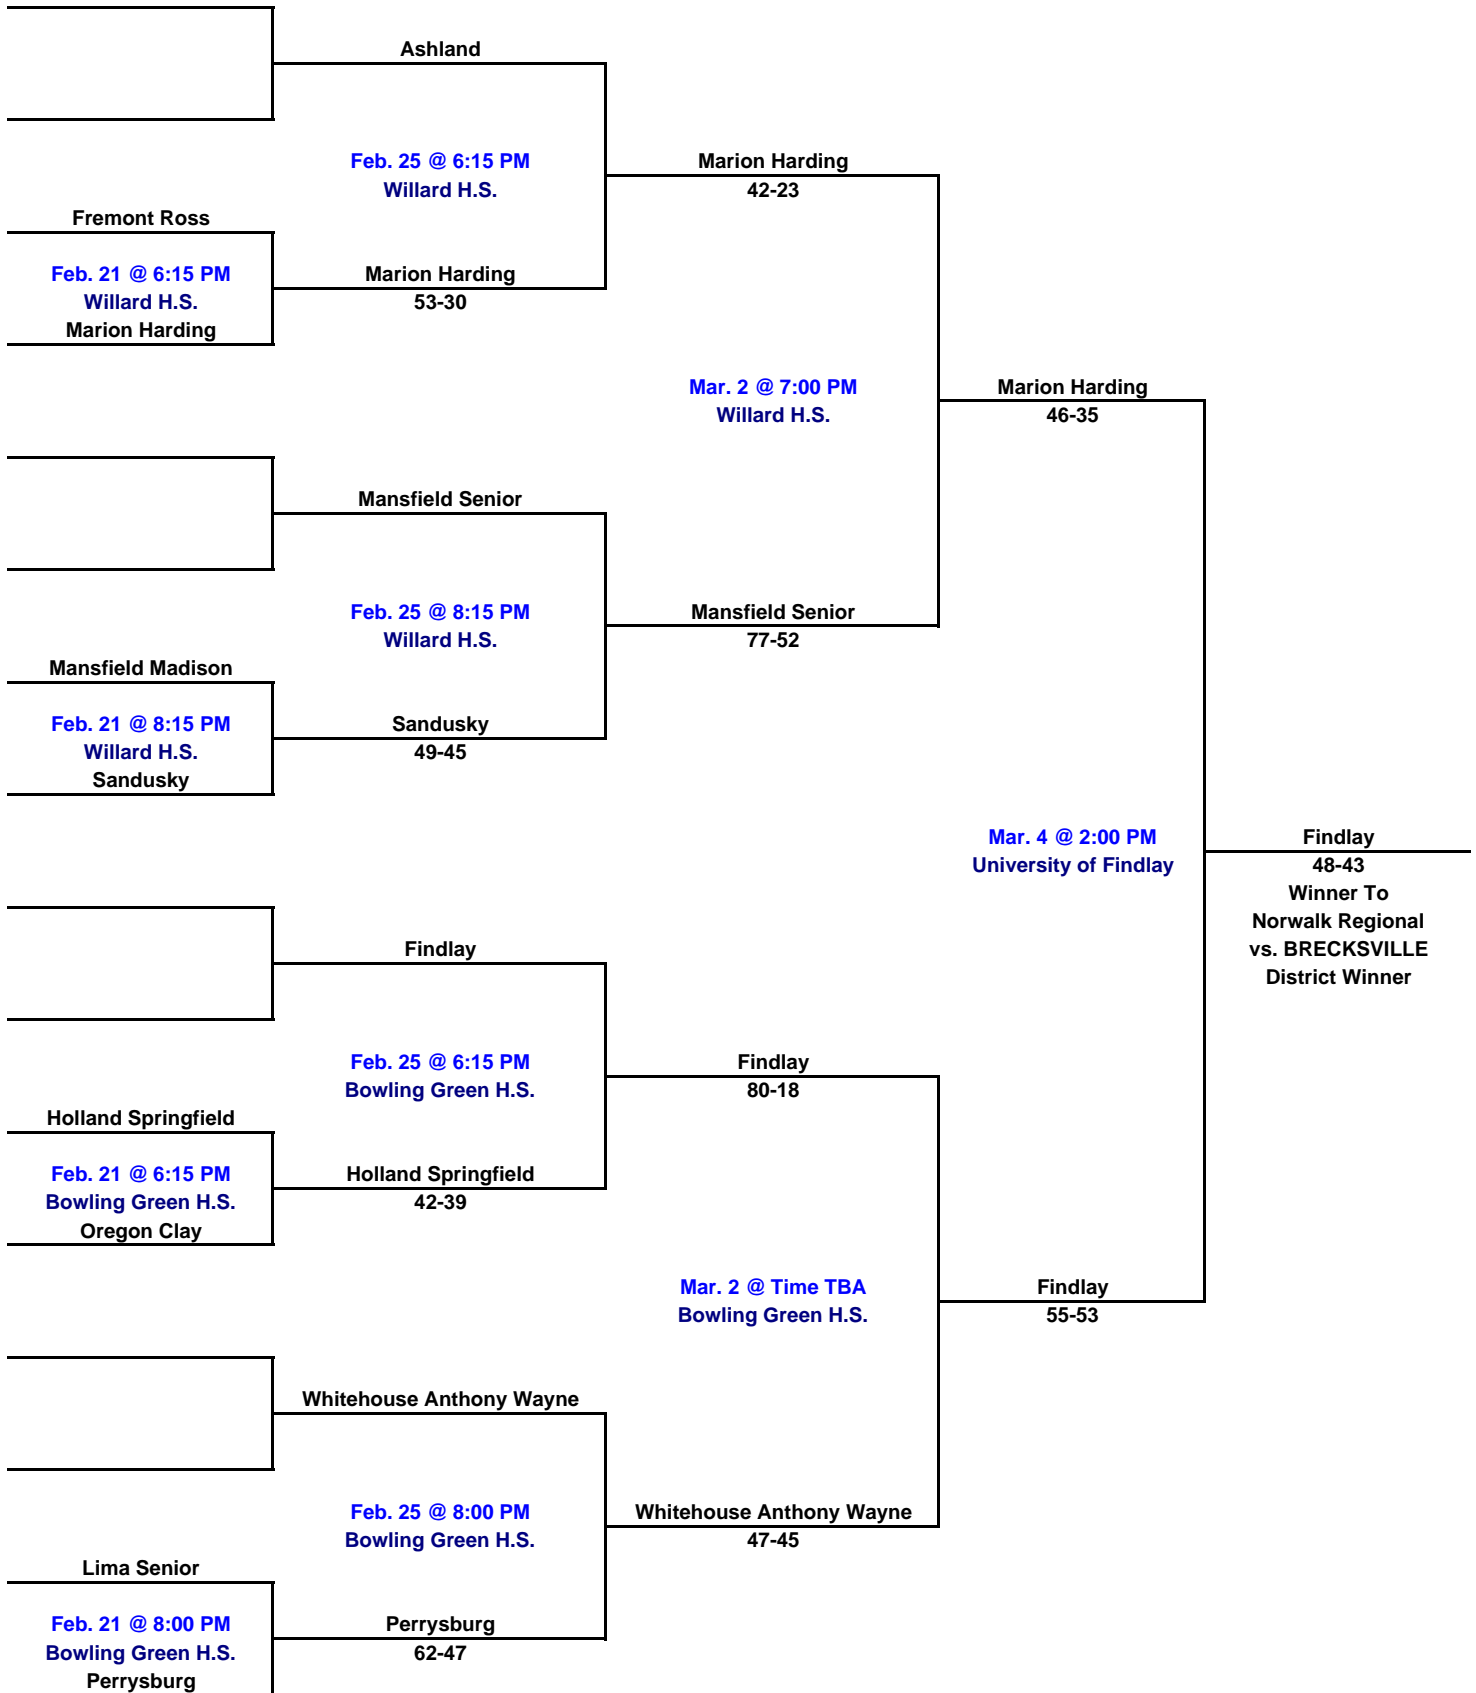 Ashland
Feb. 25 @ 6:15 PM
Willard H.S.
Marion Harding
42-23
Fremont Ross
Feb. 21 @ 6:15 PM
Willard H.S.
Marion Harding
Marion Harding
53-30
Mar. 2 @ 7:00 PM
Willard H.S.
Marion Harding
46-35
Mansfield Senior
Feb. 25 @ 8:15 PM
Willard H.S.
Mansfield Senior
77-52
Mansfield Madison
Feb. 21 @ 8:15 PM
Willard H.S.
Sandusky
Sandusky
49-45
Mar. 4 @ 2:00 PM
University of Findlay
Findlay
48-43
Winner To
Norwalk Regional
vs. BRECKSVILLE
District Winner
Findlay
Feb. 25 @ 6:15 PM
Bowling Green H.S.
Findlay
80-18
Holland Springfield
Feb. 21 @ 6:15 PM
Bowling Green H.S.
Oregon Clay
Holland Springfield
42-39
Mar. 2 @ Time TBA
Bowling Green H.S.
Findlay
55-53
Whitehouse Anthony Wayne
Feb. 25 @ 8:00 PM
Bowling Green H.S.
Whitehouse Anthony Wayne
47-45
Lima Senior
Feb. 21 @ 8:00 PM
Bowling Green H.S.
Perrysburg
Perrysburg
62-47